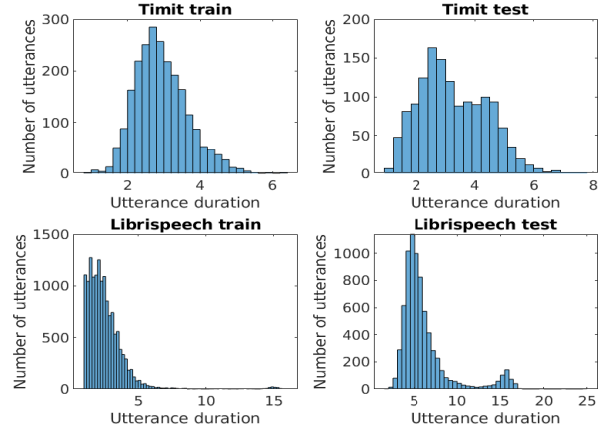 Timit train
300
200
100
0
2
4
6
Number of utterances
Utterance duration
Timit test
200
150
100
50
0
2
4
6
8
Number of utterances
Utterance duration
Librispeech train
1500
1000
500
0
5
10
15
Number of utterances
Utterance duration
Librispeech test
1000
800
600
400
200
0
5
10
15
20
25
Number of utterances
Utterance duration